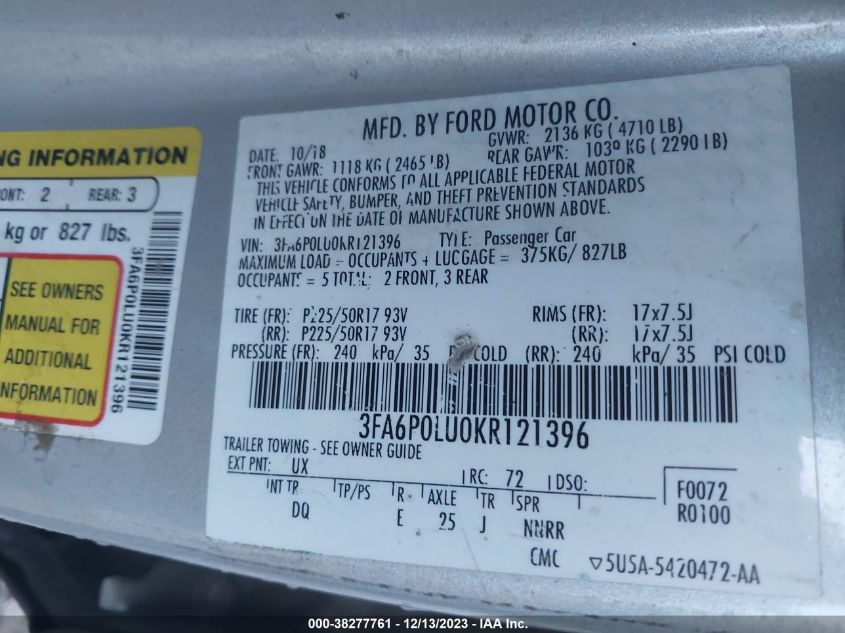 NG INFORMATION
ONT: 2 REAR: 3
kg or 827 lbs.
SEE OWNERS
MANUAL FOR
ADDITIONAL
INFORMATION
3FA6P0LU0KR121396
MFD. BY FORD MOTOR CO.
DATE: 10/18 GVWR: 2136 KG ( 4710 LB)
FRONT GAWR: 1118 KG ( 2465 LB) REAR GAWR: 1039 KG ( 2290 LB)
THIS VEHICLE CONFORMS TO ALL APPLICABLE FEDERAL MOTOR
VEHICLE SAFETY, BUMPER, AND THEFT PREVENTION STANDARDS
IN EFFECT ON THE DATE OF MANUFACTURE SHOWN ABOVE.
VIN: 3FA6P0LU0KR121396 TYPE: Passenger Car
MAXIMUM LOAD = OCCUPANTS + LUGGAGE = 375KG/ 827LB
OCCUPANTS = 5 TOTAL: 2 FRONT, 3 REAR
TIRE (FR): P225/50R17 93V RIMS (FR): 17x7.5J
(RR): P225/50R17 93V (RR): 17x7.5J
PRESSURE (FR): 240 kPa/ 35 PSI COLD (RR): 240 kPa/ 35 PSI COLD
3FA6P0LU0KR121396
TRAILER TOWING - SEE OWNER GUIDE
EXT PNT: UX RC: 72 DSO:
INT TR TP/PS R AXLE TR SPR F0072
DQ E 25 J NNRR R0100
CMC ▽5U5A-5420472-AA
000-38277761 - 12/13/2023 - IAA Inc.